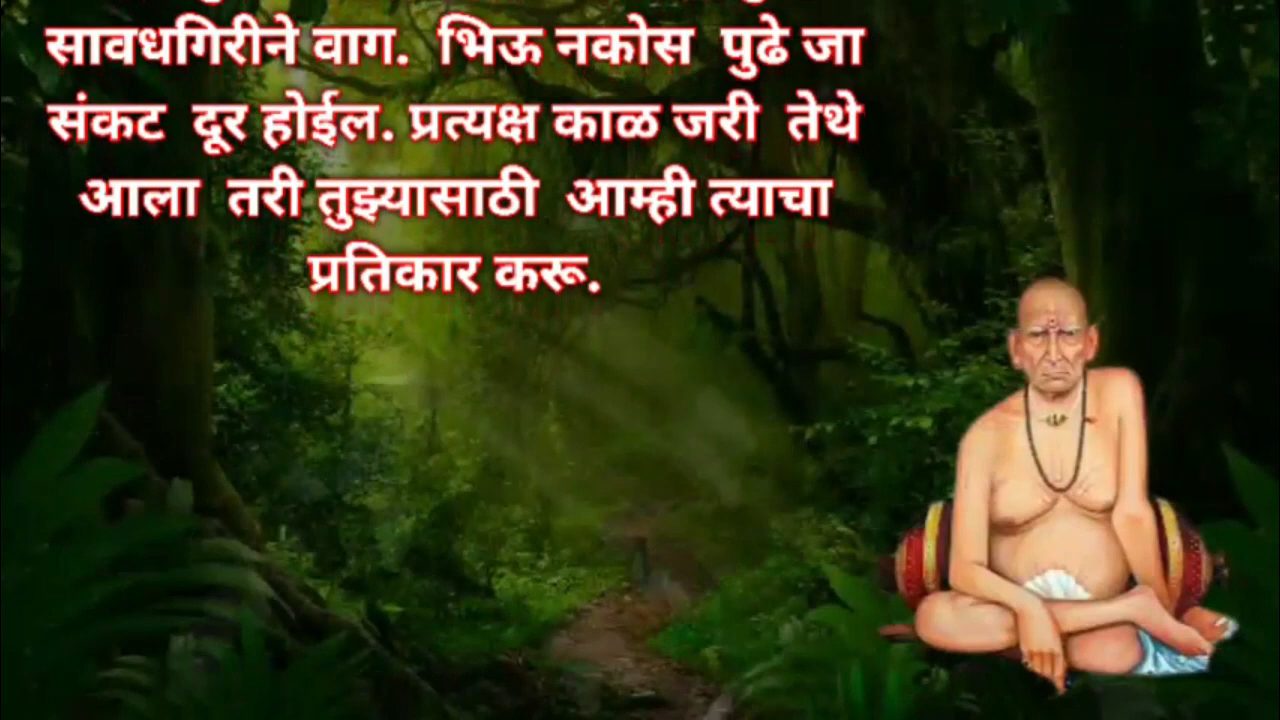 सावधगिरीने वाग. भिऊ नकोस पुढे जा
संकट दूर होईल. प्रत्यक्ष काळ जरी तेथे
आला तरी तुझ्यासाठी आम्ही त्याचा
प्रतिकार करू.